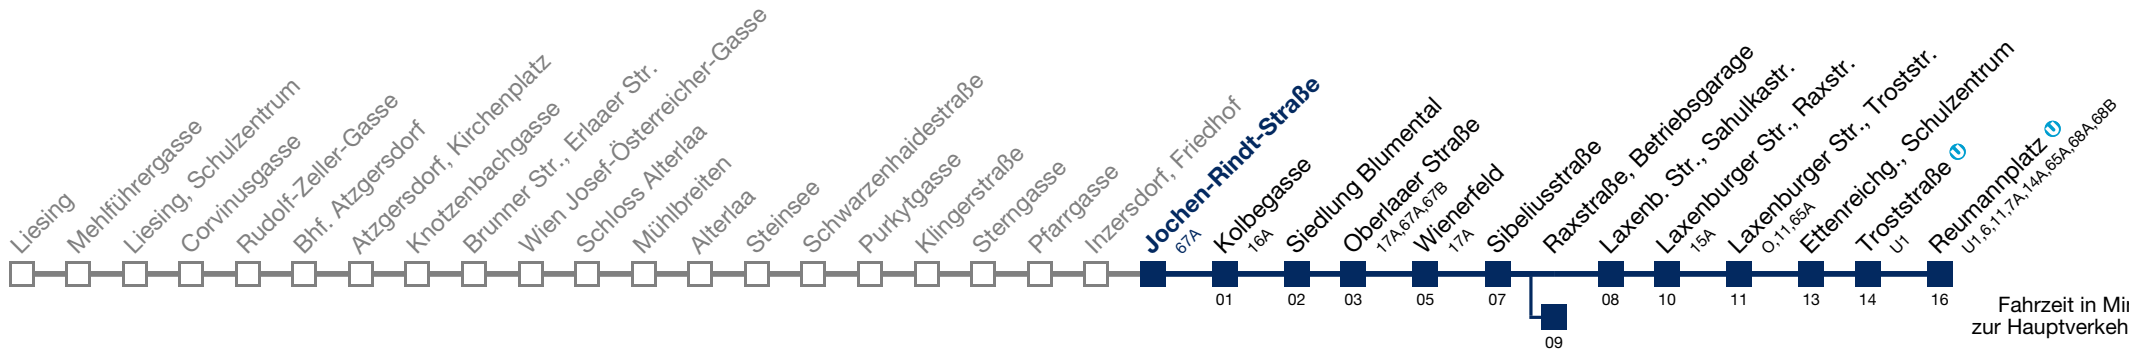 Liesing
Mehlführergasse
Liesing, Schulzentrum
Corvinusgasse
Rudolf-Zeller-Gasse
Bhf. Atzgersdorf
Atzgersdorf, Kirchenplatz
Knotzenbachgasse
Brunner Str., Erlaaer Str.
Wien Josef-Österreicher-Gasse
Schloss Alterlaa
Mühlbreiten
Alterlaa
Steinsee
Schwarzenhaidestraße
Purkytgasse
Klingerstraße
Sterngasse
Pfarrgasse
Inzersdorf, Friedhof
Jochen-Rindt-Straße
67A
Kolbegasse
16A
Siedlung Blumental
Oberlaaer Straße
17A,67A,67B
Wienerfeld
17A
Sibeliusstraße
Raxstraße, Betriebsgarage
Laxenb. Str., Sahulkastr.
Laxenburger Str., Raxstr.
15A
Laxenburger Str., Troststr.
O,11,65A
Ettenreichg., Schulzentrum
Troststraße U
U1
Reumannplatz U
U1,6,11,7A,14A,65A,68A,68B
01 02 03 05 07 08 10 11 13 14 16
09
Fahrzeit in Min
zur Hauptverkeh